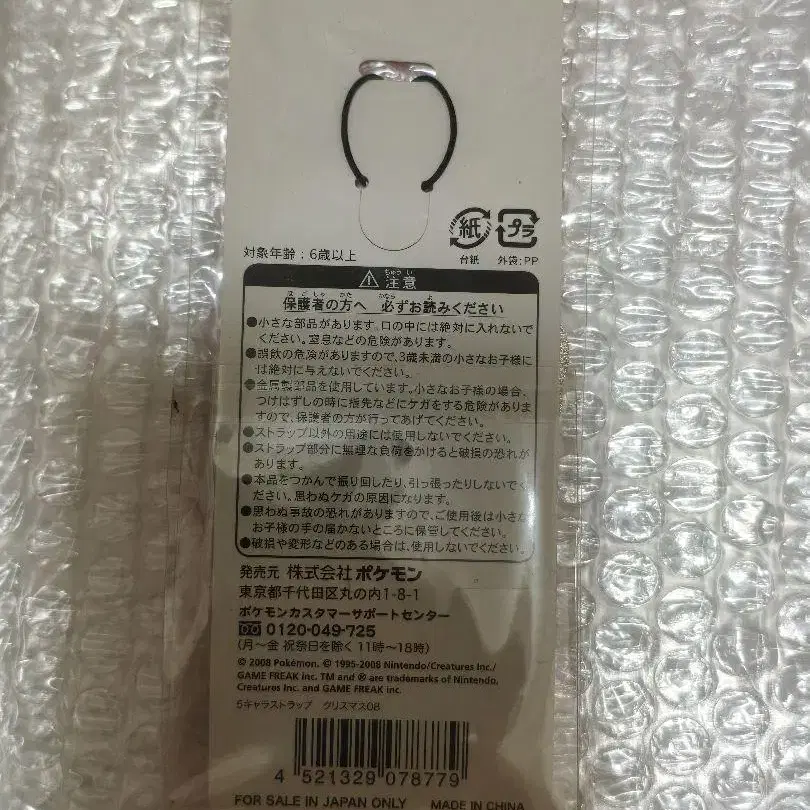 紙
プラ
台紙
外袋:PP
対象年齢：6歳以上
ちゅうい
注意
ほごしゃ かた かなら よ
保護者の方へ 必ずお読みください
●小さな部品があります。口の中には絶対に入れないで
ください。窒息などの危険があります。
●誤飲の危険がありますので、3歳未満の小さなお子様に
は絶対に与えないでください。
●金属製部品を使用しています。小さなお子様の場合、
つけはずしの時に指先などにケガをする危険がありま
すので、保護者の方が行ってあげてください。
●ストラップ以外の用途には使用しないでください。
●ストラップ部分に無理な負荷をかけると破損の恐れが
あります。
●本品をつかんで振り回したり、引っ張ったりしないでく
ださい。思わぬケガの原因になります。
●思わぬ事故の恐れがありますので、ご使用後は小さな
お子様の手の届かないところに保管してください。
●破損や変形などのある場合は、使用しないでください。
発売元 株式会社ポケモン
東京都千代田区丸の内1-8-1
ポケモンカスタマーサポートセンター
0120-049-725
(月〜金 祝祭日を除く 11時〜18時)
© 2008 Pokémon. © 1995-2008 Nintendo/Creatures Inc./
GAME FREAK inc. TM and ® are trademarks of Nintendo,
Creatures Inc. and GAME FREAK inc.
5キャラストラップ クリスマス08
4 521329 078779
FOR SALE IN JAPAN ONLY MADE IN CHINA